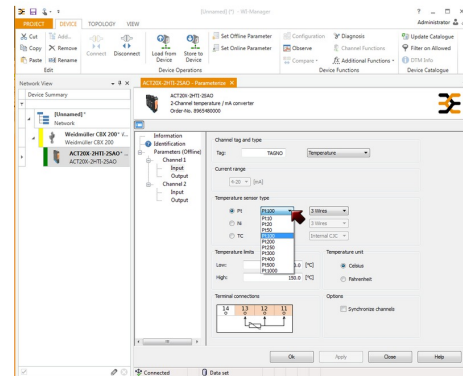 [Unnamed]* (*) - WI-Manager
PROJECT DEVICE TOPOLOGY VIEW
Administrator
Cut Add...
Copy Remove
Paste Rename
Connect Disconnect
Load from Device Store to Device
Set Offline Parameter
Set Online Parameter
Configuration Diagnosis
Observe Channel Functions
Compare Additional Functions
Update Catalogue
Filter on Allowed
DTM Info
Edit Device Operations Device Functions Device Catalogue
Network View
Device Summary
[Unnamed]*
Network
Weidmüller CBX 200*
Weidmüller CBX 200
ACT20X-2HTI-2SAO*
ACT20X-2HTI-2SAO
ACT20X-2HTI-2SAO - Parameterize
ACT20X-2HTI-2SAO
2-Channel temperature / mA converter
Order-No. 8965480000
Information
Identification
Parameters (Offline)
Channel1
Input
Output
Channel 2
Input
Output
Channel tag and type
Tag: TAGNO Temperature
Current range
4-20 [mA]
Temperature sensor type
Pt Pt100 3 Wires
Ni 3 Wires
TC Internal CJC
Pt10
Pt20
Pt50
Pt100
Pt200
Pt250
Pt300
Pt400
Pt500
Pt1000
Temperature limits
Low: [°C]
High: 150.0 [°C]
Temperature unit
Celsius
Fahrenheit
Terminal connections
14 13 12 11
Options
Synchronize channels
Ok Apply Close Help
Connected Data set